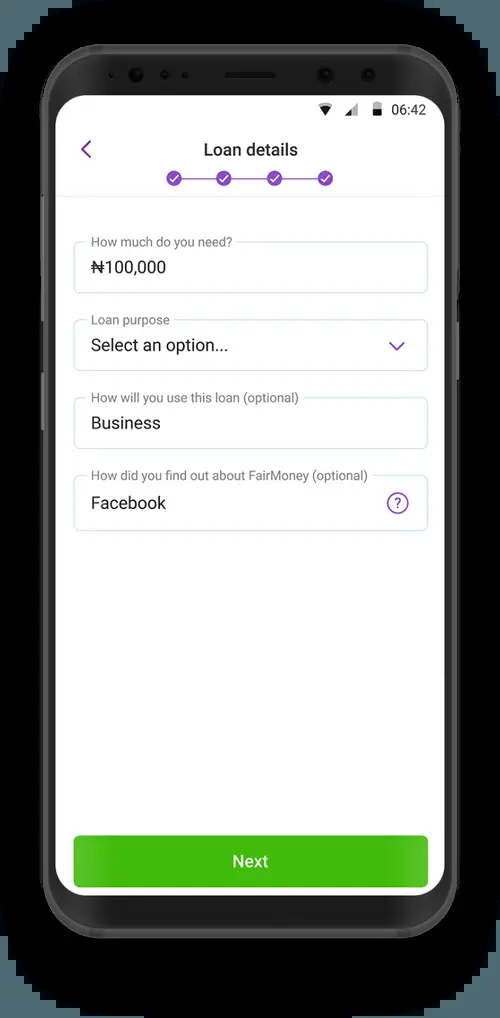 06:42
Loan details
How much do you need?
₦100,000
Loan purpose
Select an option...
How will you use this loan (optional)
Business
How did you find out about FairMoney (optional)
Facebook
?
Next